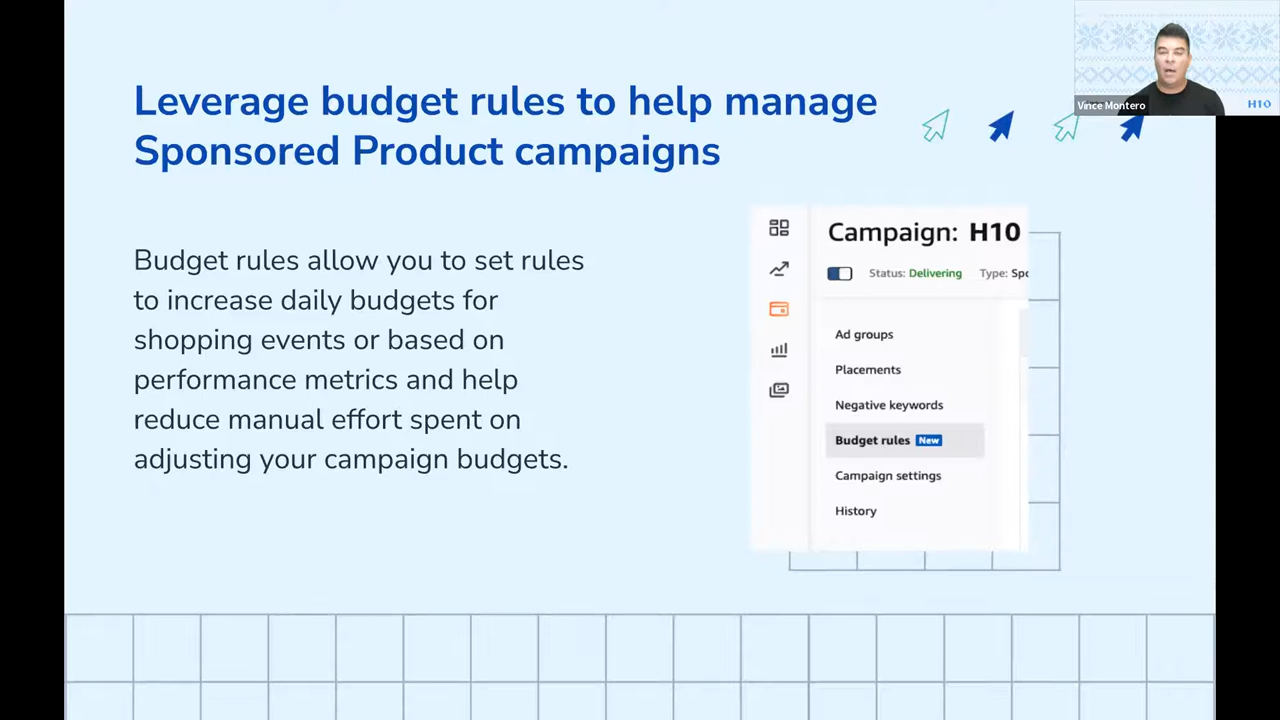 Leverage budget rules to help manage
Sponsored Product campaigns
Vince Montero
H10
Budget rules allow you to set rules
to increase daily budgets for
shopping events or based on
performance metrics and help
reduce manual effort spent on
adjusting your campaign budgets.
Campaign: H10
Status: Delivering Type: Spo
Ad groups
Placements
Negative keywords
Budget rules New
Campaign settings
History